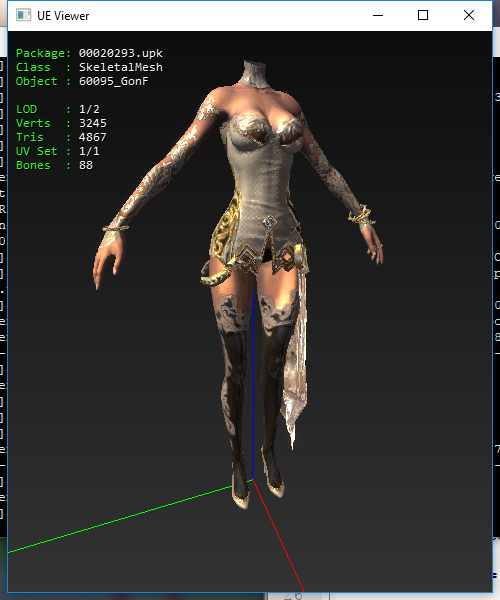 UE Viewer
Package: 00020293.upk
Class : SkeletalMesh
Object : 60095_GonF
LOD : 1/2
Verts : 3245
Tris : 4867
UV Set : 1/1
Bones : 88